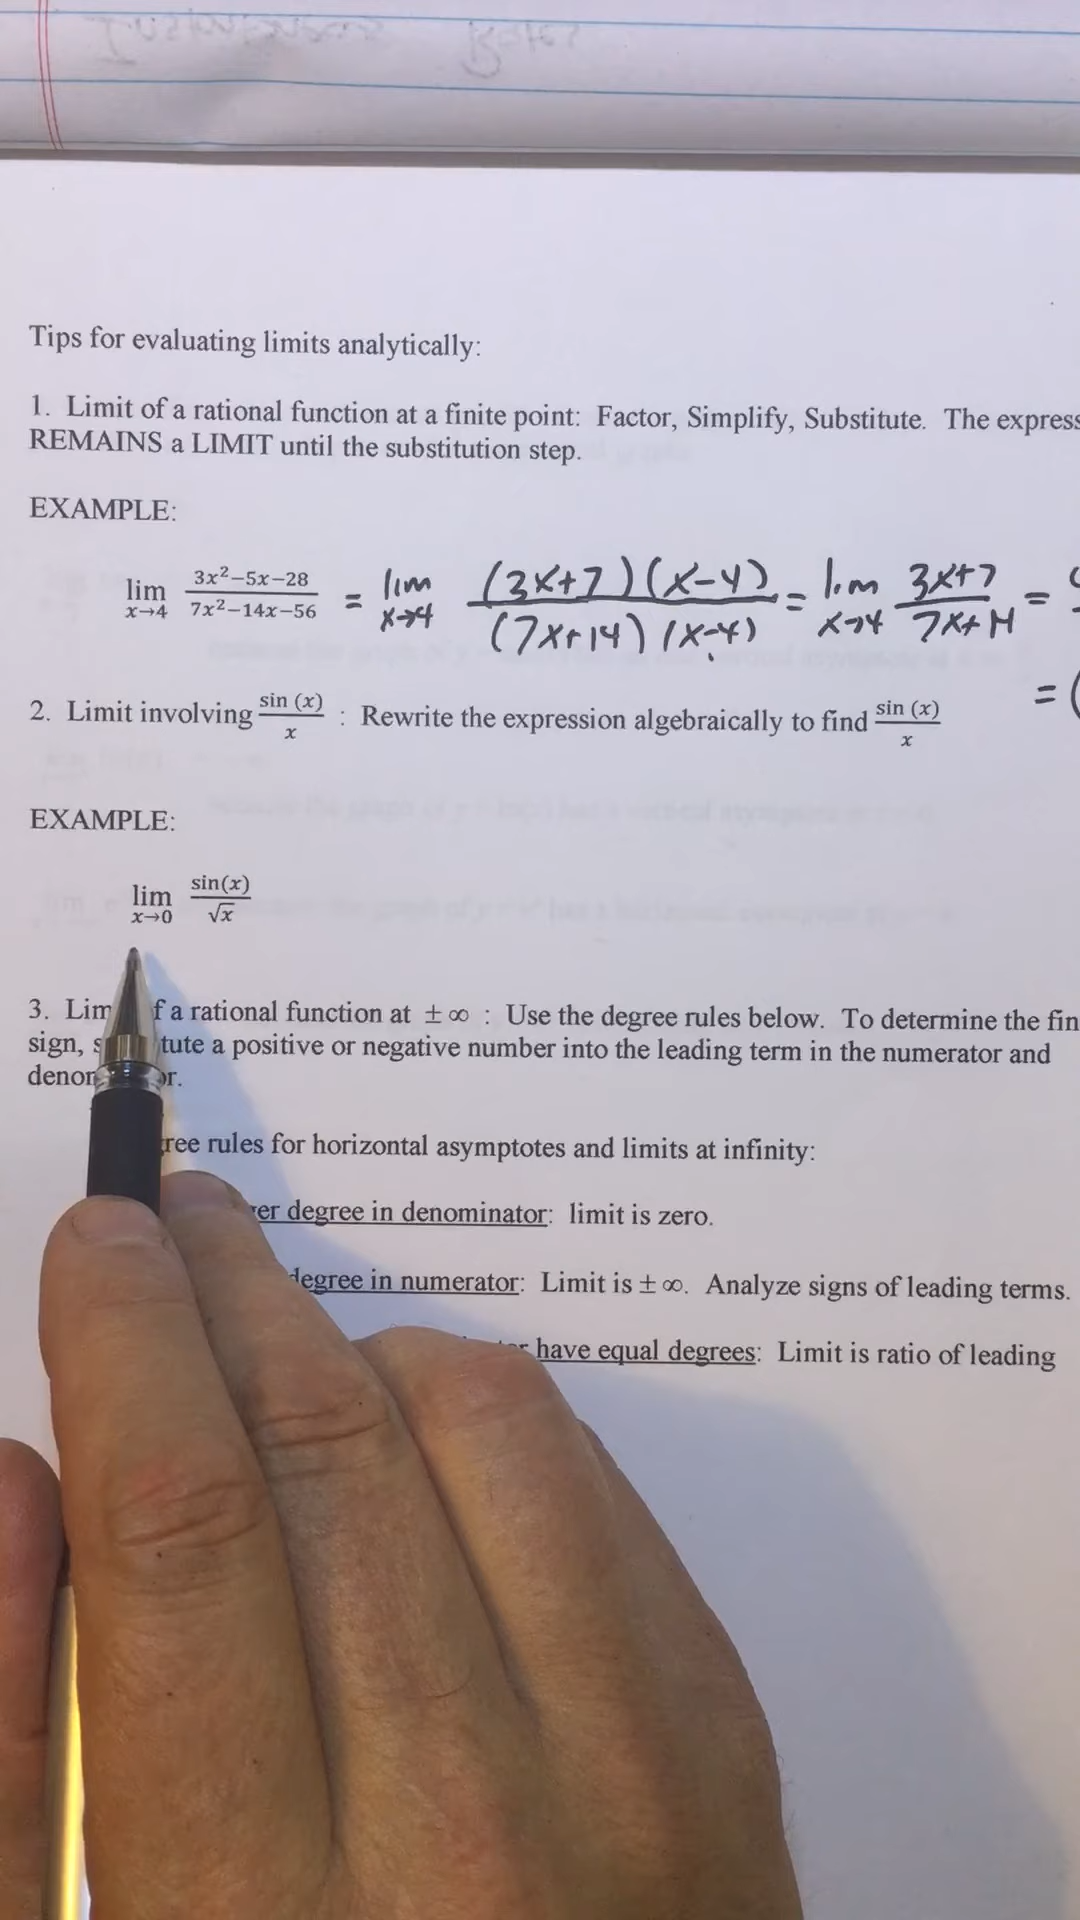 Rates
Tips for evaluating limits analytically:
1. Limit of a rational function at a finite point: Factor, Simplify, Substitute. The express
REMAINS a LIMIT until the substitution step.
EXAMPLE:
lim x→4 3x²−5x−28 / 7x²−14x−56 = lim x→4 (3x+7)(x-4) / (7x+14)(x-4) = lim x→4 3x+7 / 7x+14 =
2. Limit involving sin (x) / x : Rewrite the expression algebraically to find sin (x) / x
= (
EXAMPLE:
lim x→0 sin(x) / √x
3. Lim f a rational function at ±∞ : Use the degree rules below. To determine the fin
sign, s tute a positive or negative number into the leading term in the numerator and
denom or.
ree rules for horizontal asymptotes and limits at infinity:
er degree in denominator: limit is zero.
degree in numerator: Limit is ±∞. Analyze signs of leading terms.
have equal degrees: Limit is ratio of leading